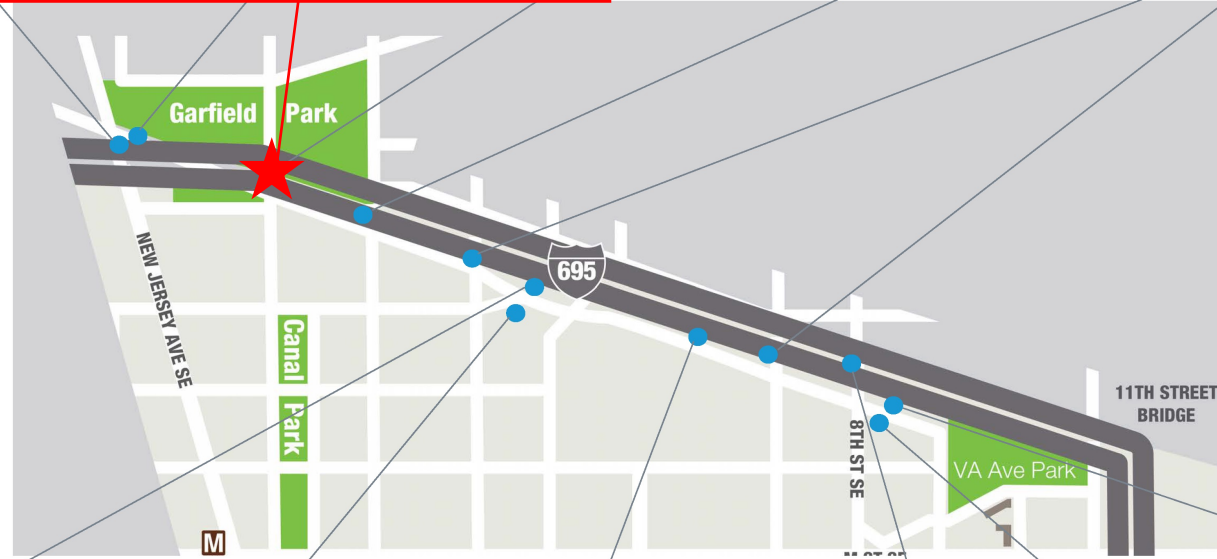 Garfield Park
695
NEW JERSEY AVE SE
Canal Park
11TH STREET
BRIDGE
8TH ST SE
VA Ave Park
M